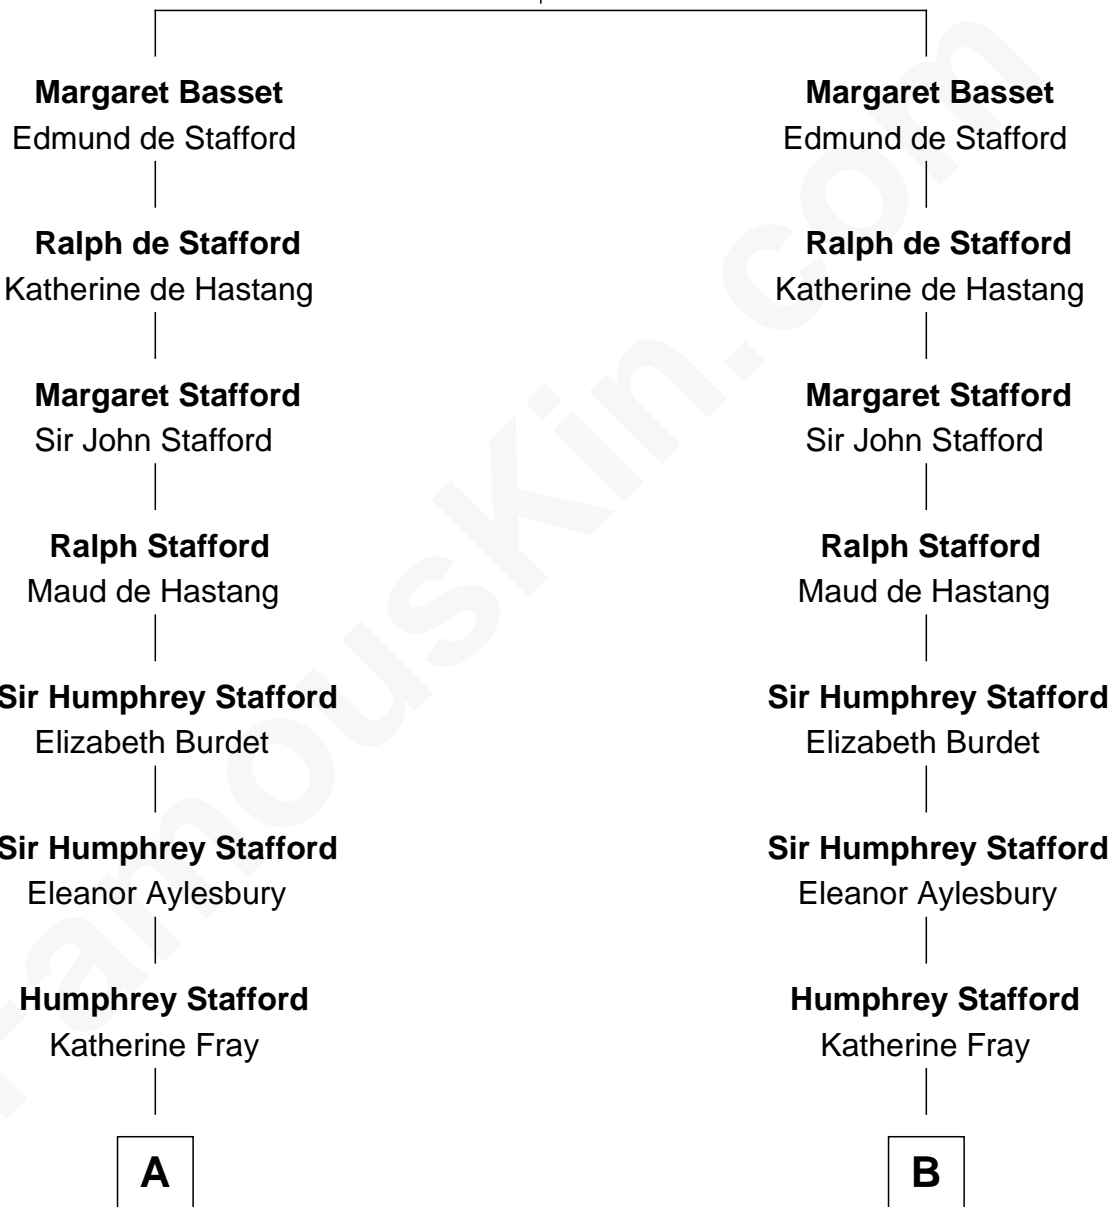 Margaret Basset
Edmund de Stafford
Ralph de Stafford
Katherine de Hastang
Margaret Stafford
Sir John Stafford
Ralph Stafford
Maud de Hastang
Sir Humphrey Stafford
Elizabeth Burdet
Sir Humphrey Stafford
Eleanor Aylesbury
Humphrey Stafford
Katherine Fray
A
Margaret Basset
Edmund de Stafford
Ralph de Stafford
Katherine de Hastang
Margaret Stafford
Sir John Stafford
Ralph Stafford
Maud de Hastang
Sir Humphrey Stafford
Elizabeth Burdet
Sir Humphrey Stafford
Eleanor Aylesbury
Humphrey Stafford
Katherine Fray
B
FamousKin.com